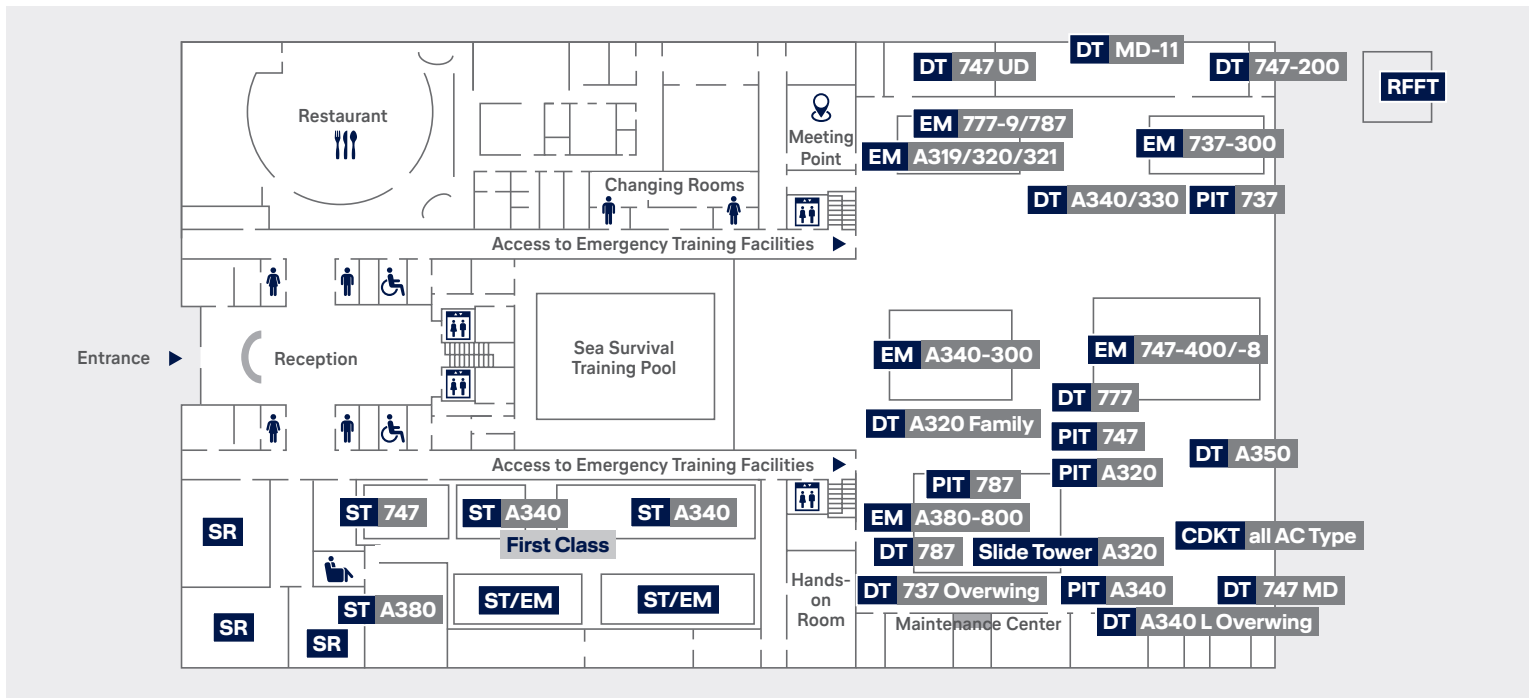 DT MD-11
DT 747 UD
DT 747-200
RFFT
Restaurant
EM 777-9/787
Meeting
Point
EM A319/320/321
EM 737-300
Changing Rooms
DT A340/330
PIT 737
Access to Emergency Training Facilities
Entrance
Reception
Sea Survival
Training Pool
EM A340-300
EM 747-400/-8
DT 777
DT A320 Family
PIT 747
DT A350
Access to Emergency Training Facilities
PIT A320
PIT 787
SR
ST 747
ST A340
ST A340
First Class
EM A380-800
CDKT all AC Type
DT 787
Slide Tower A320
Hands-
on
Room
DT 737 Overwing
PIT A340
DT 747 MD
ST/EM
ST/EM
ST A380
SR
SR
Maintenance Center
DT A340 L Overwing